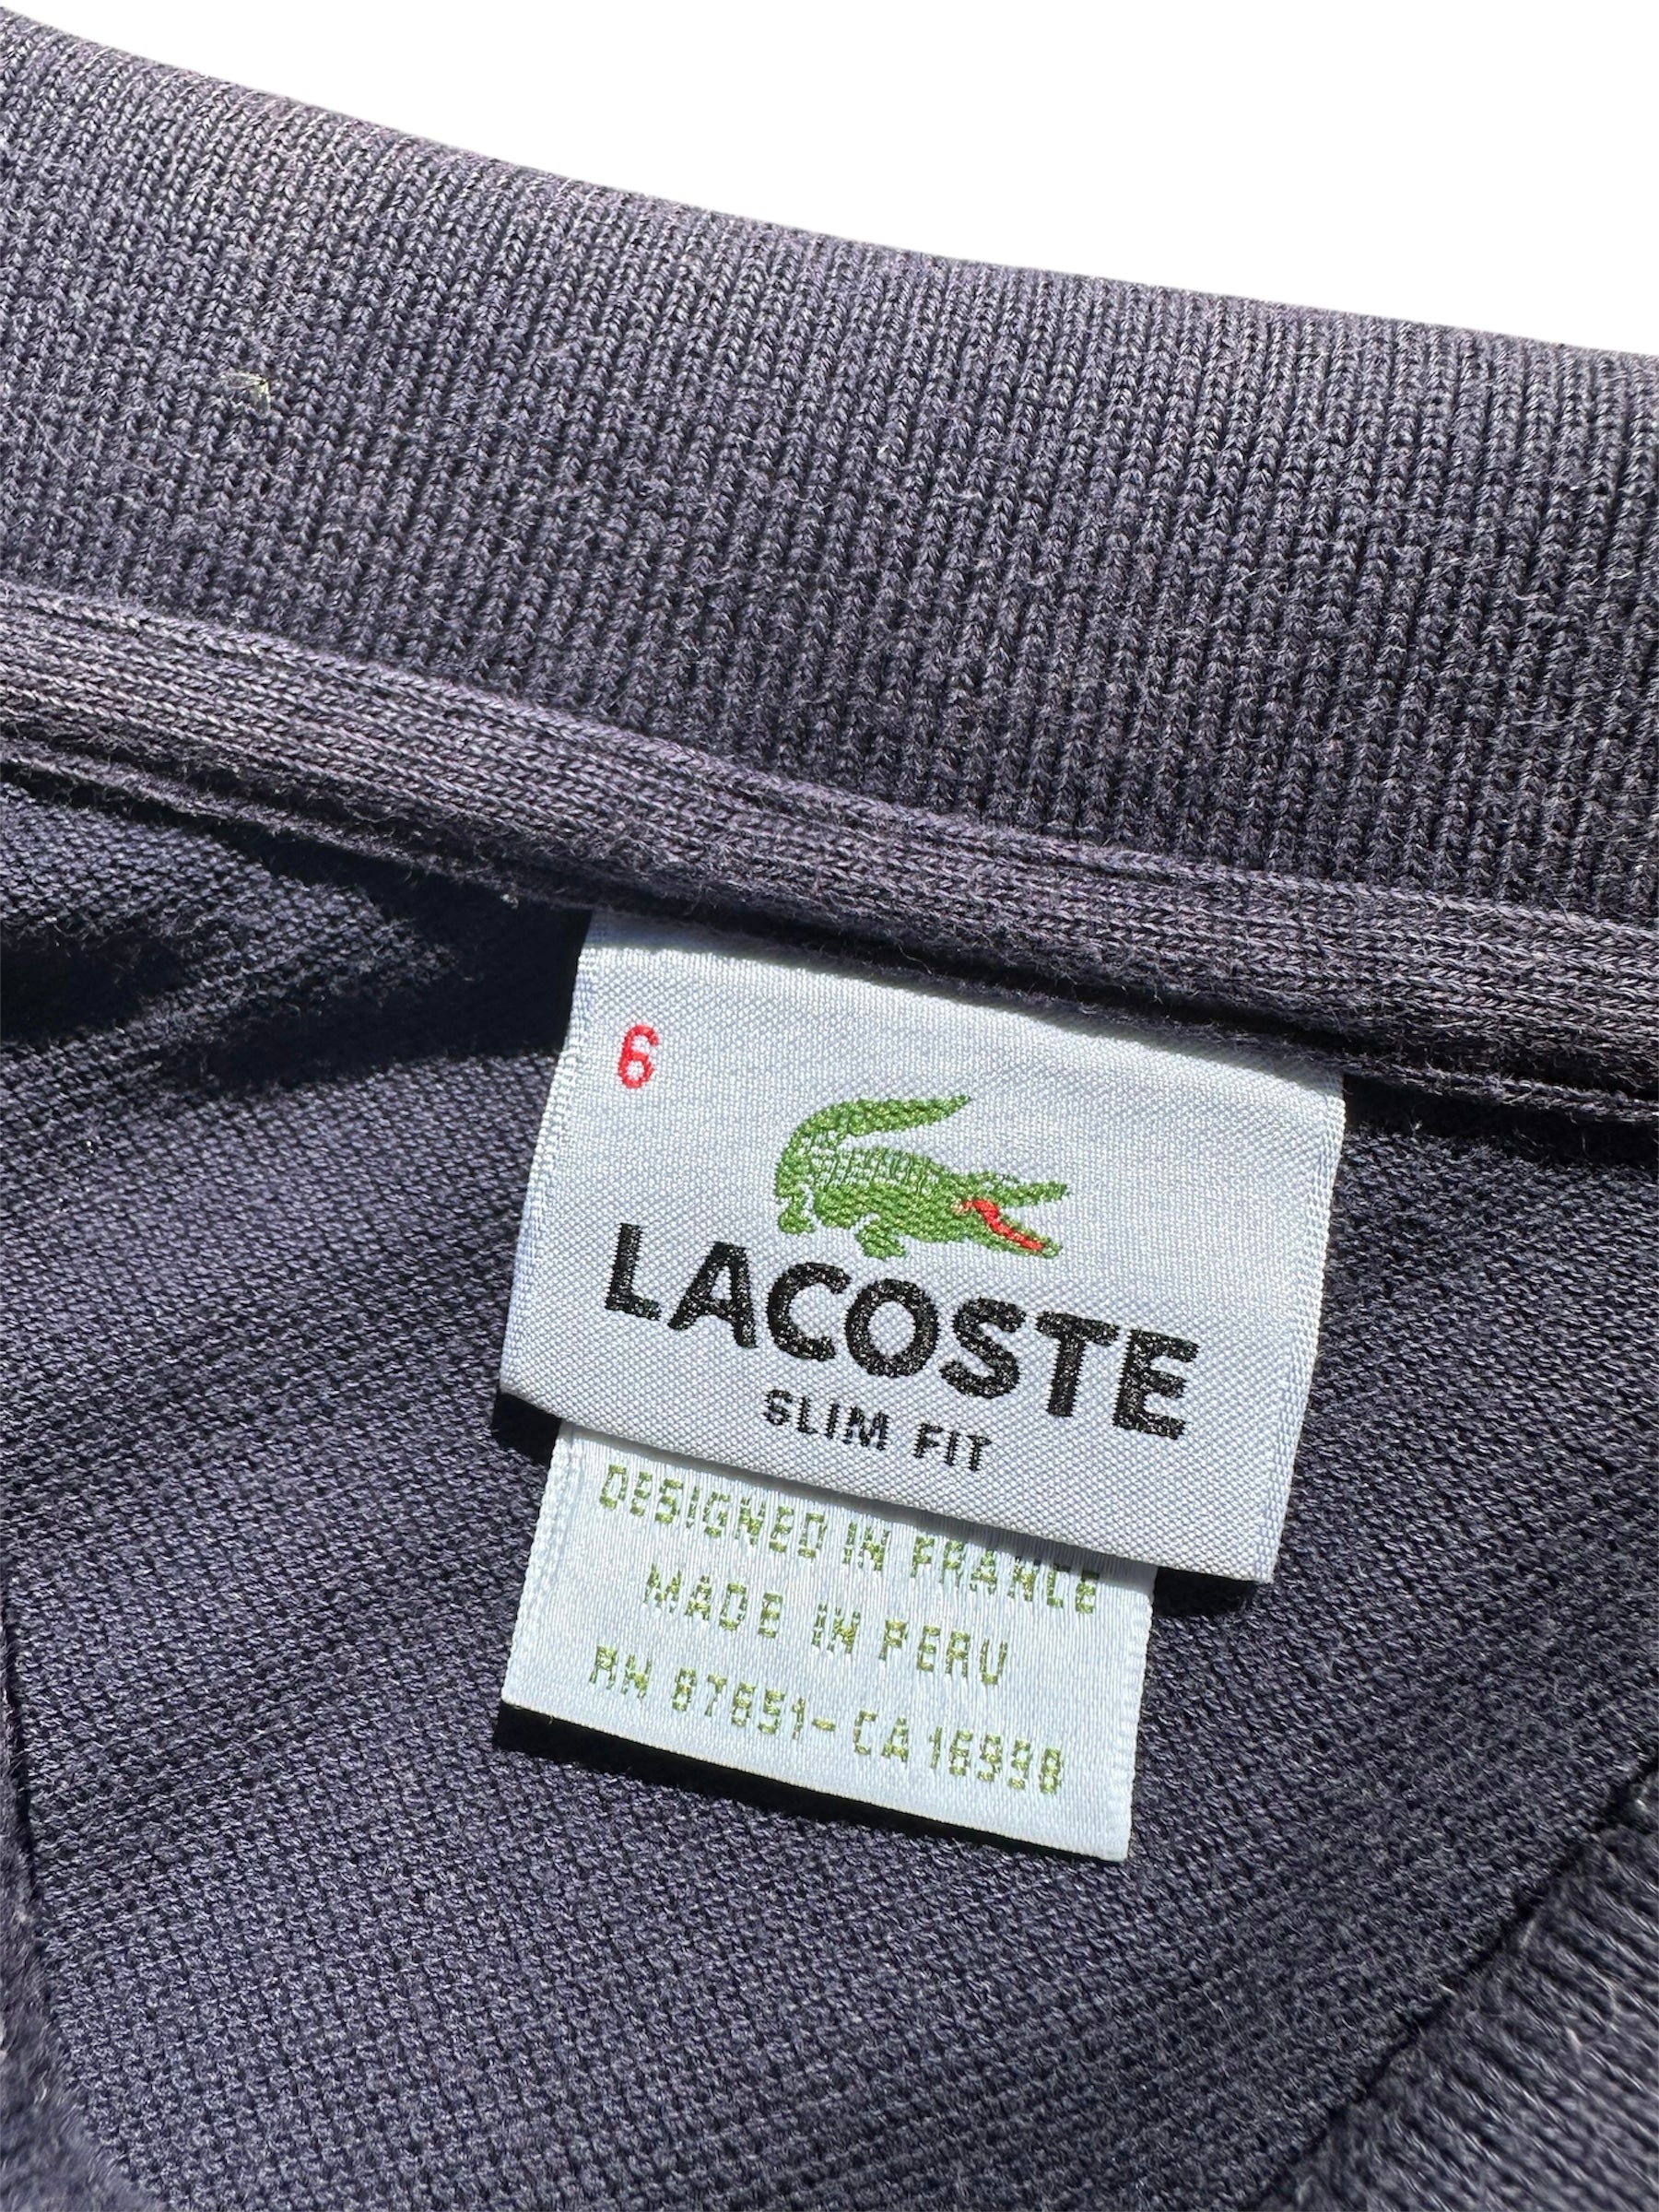 6
LACOSTE
SLIM FIT
DESIGNED IN FRANCE
MADE IN PERU
RN 87651-CA 16998